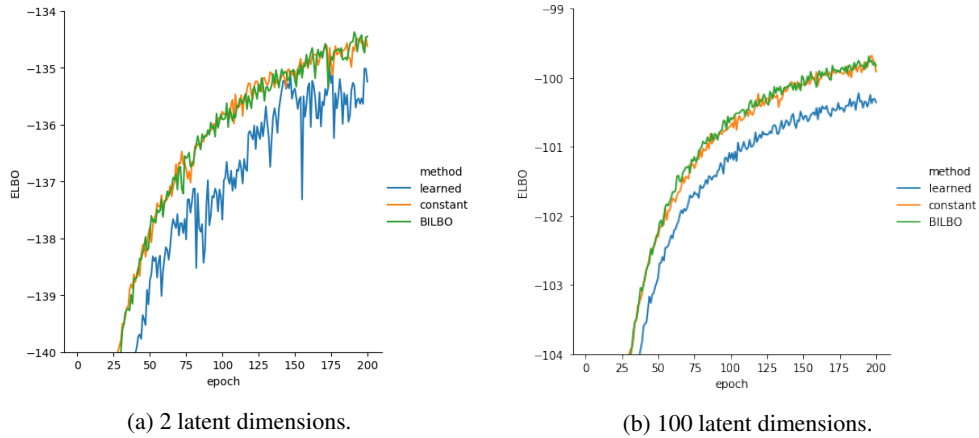 −134
−135
−136
−137
−138
−139
−140
ELBO
0 25 50 75 100 125 150 175 200
epoch
method
learned
constant
BILBO
(a) 2 latent dimensions.
−99
−100
−101
−102
−103
−104
ELBO
0 25 50 75 100 125 150 175 200
epoch
method
learned
constant
BILBO
(b) 100 latent dimensions.